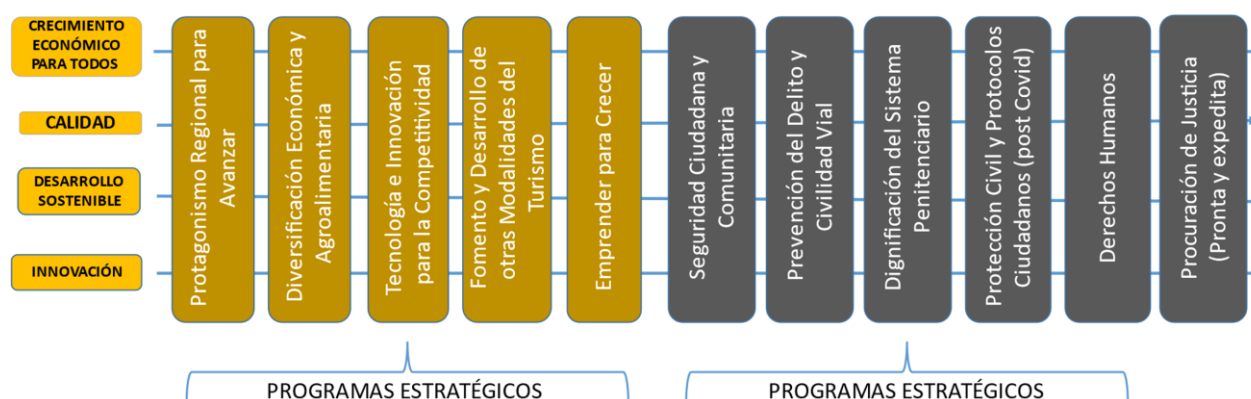 CRECIMIENTO
ECONÓMICO
PARA TODOS
CALIDAD
DESARROLLO
SOSTENIBLE
INNOVACIÓN
Protagonismo Regional para
Avanzar
Diversificación Económica y
Agroalimentaria
Tecnología e Innovación
para la Competitividad
Fomento y Desarrollo de
otras Modalidades del
Turismo
Emprender para Crecer
Seguridad Ciudadana y
Comunitaria
Prevención del Delito y
Civilidad Vial
Dignificación del Sistema
Penitenciario
Protección Civil y Protocolos
Ciudadanos (post Covid)
Derechos Humanos
Procuración de Justicia
(Pronta y expedita)
PROGRAMAS ESTRATÉGICOS
PROGRAMAS ESTRATÉGICOS